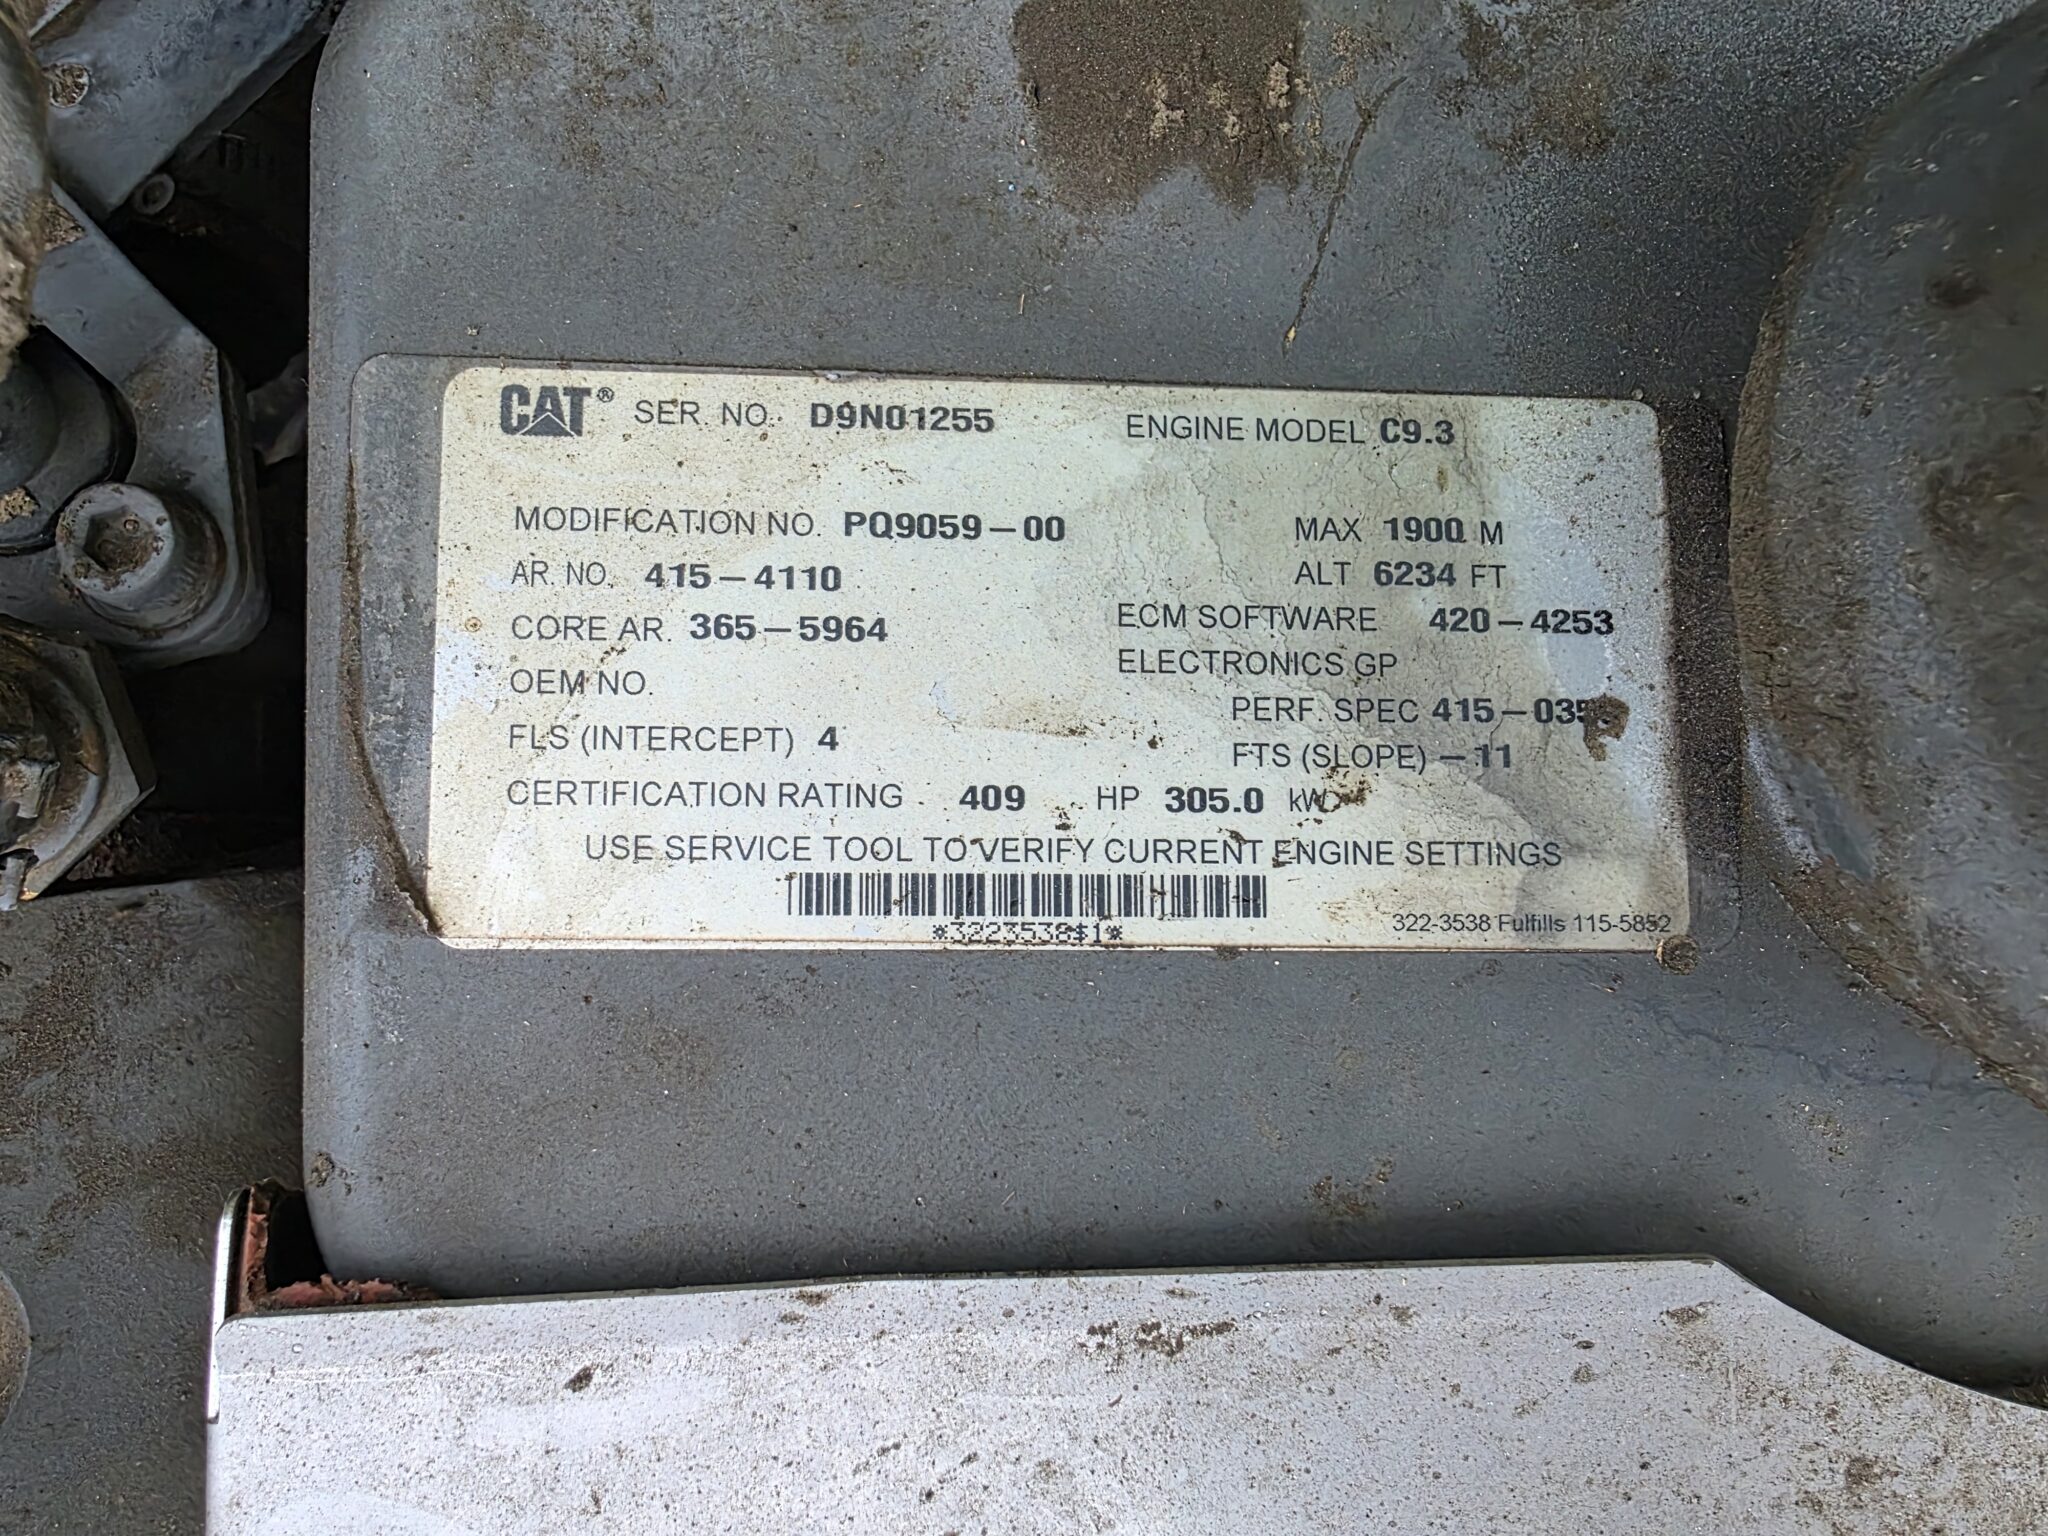 CAT® SER. NO. D9N01255 ENGINE MODEL C9.3
MODIFICATION NO. PQ9059-00 MAX 1900 M
AR. NO. 415-4110 ALT 6234 FT
CORE AR. 365-5964 ECM SOFTWARE 420-4253
OEM NO. ELECTRONICS GP
PERF. SPEC
FLS (INTERCEPT) 4 FTS (SLOPE) -11
CERTIFICATION RATING 409 HP 305.0 kW
USE SERVICE TOOL TO VERIFY CURRENT ENGINE SETTINGS
*3223538$1*
322-3538 Fulfills 115-5852